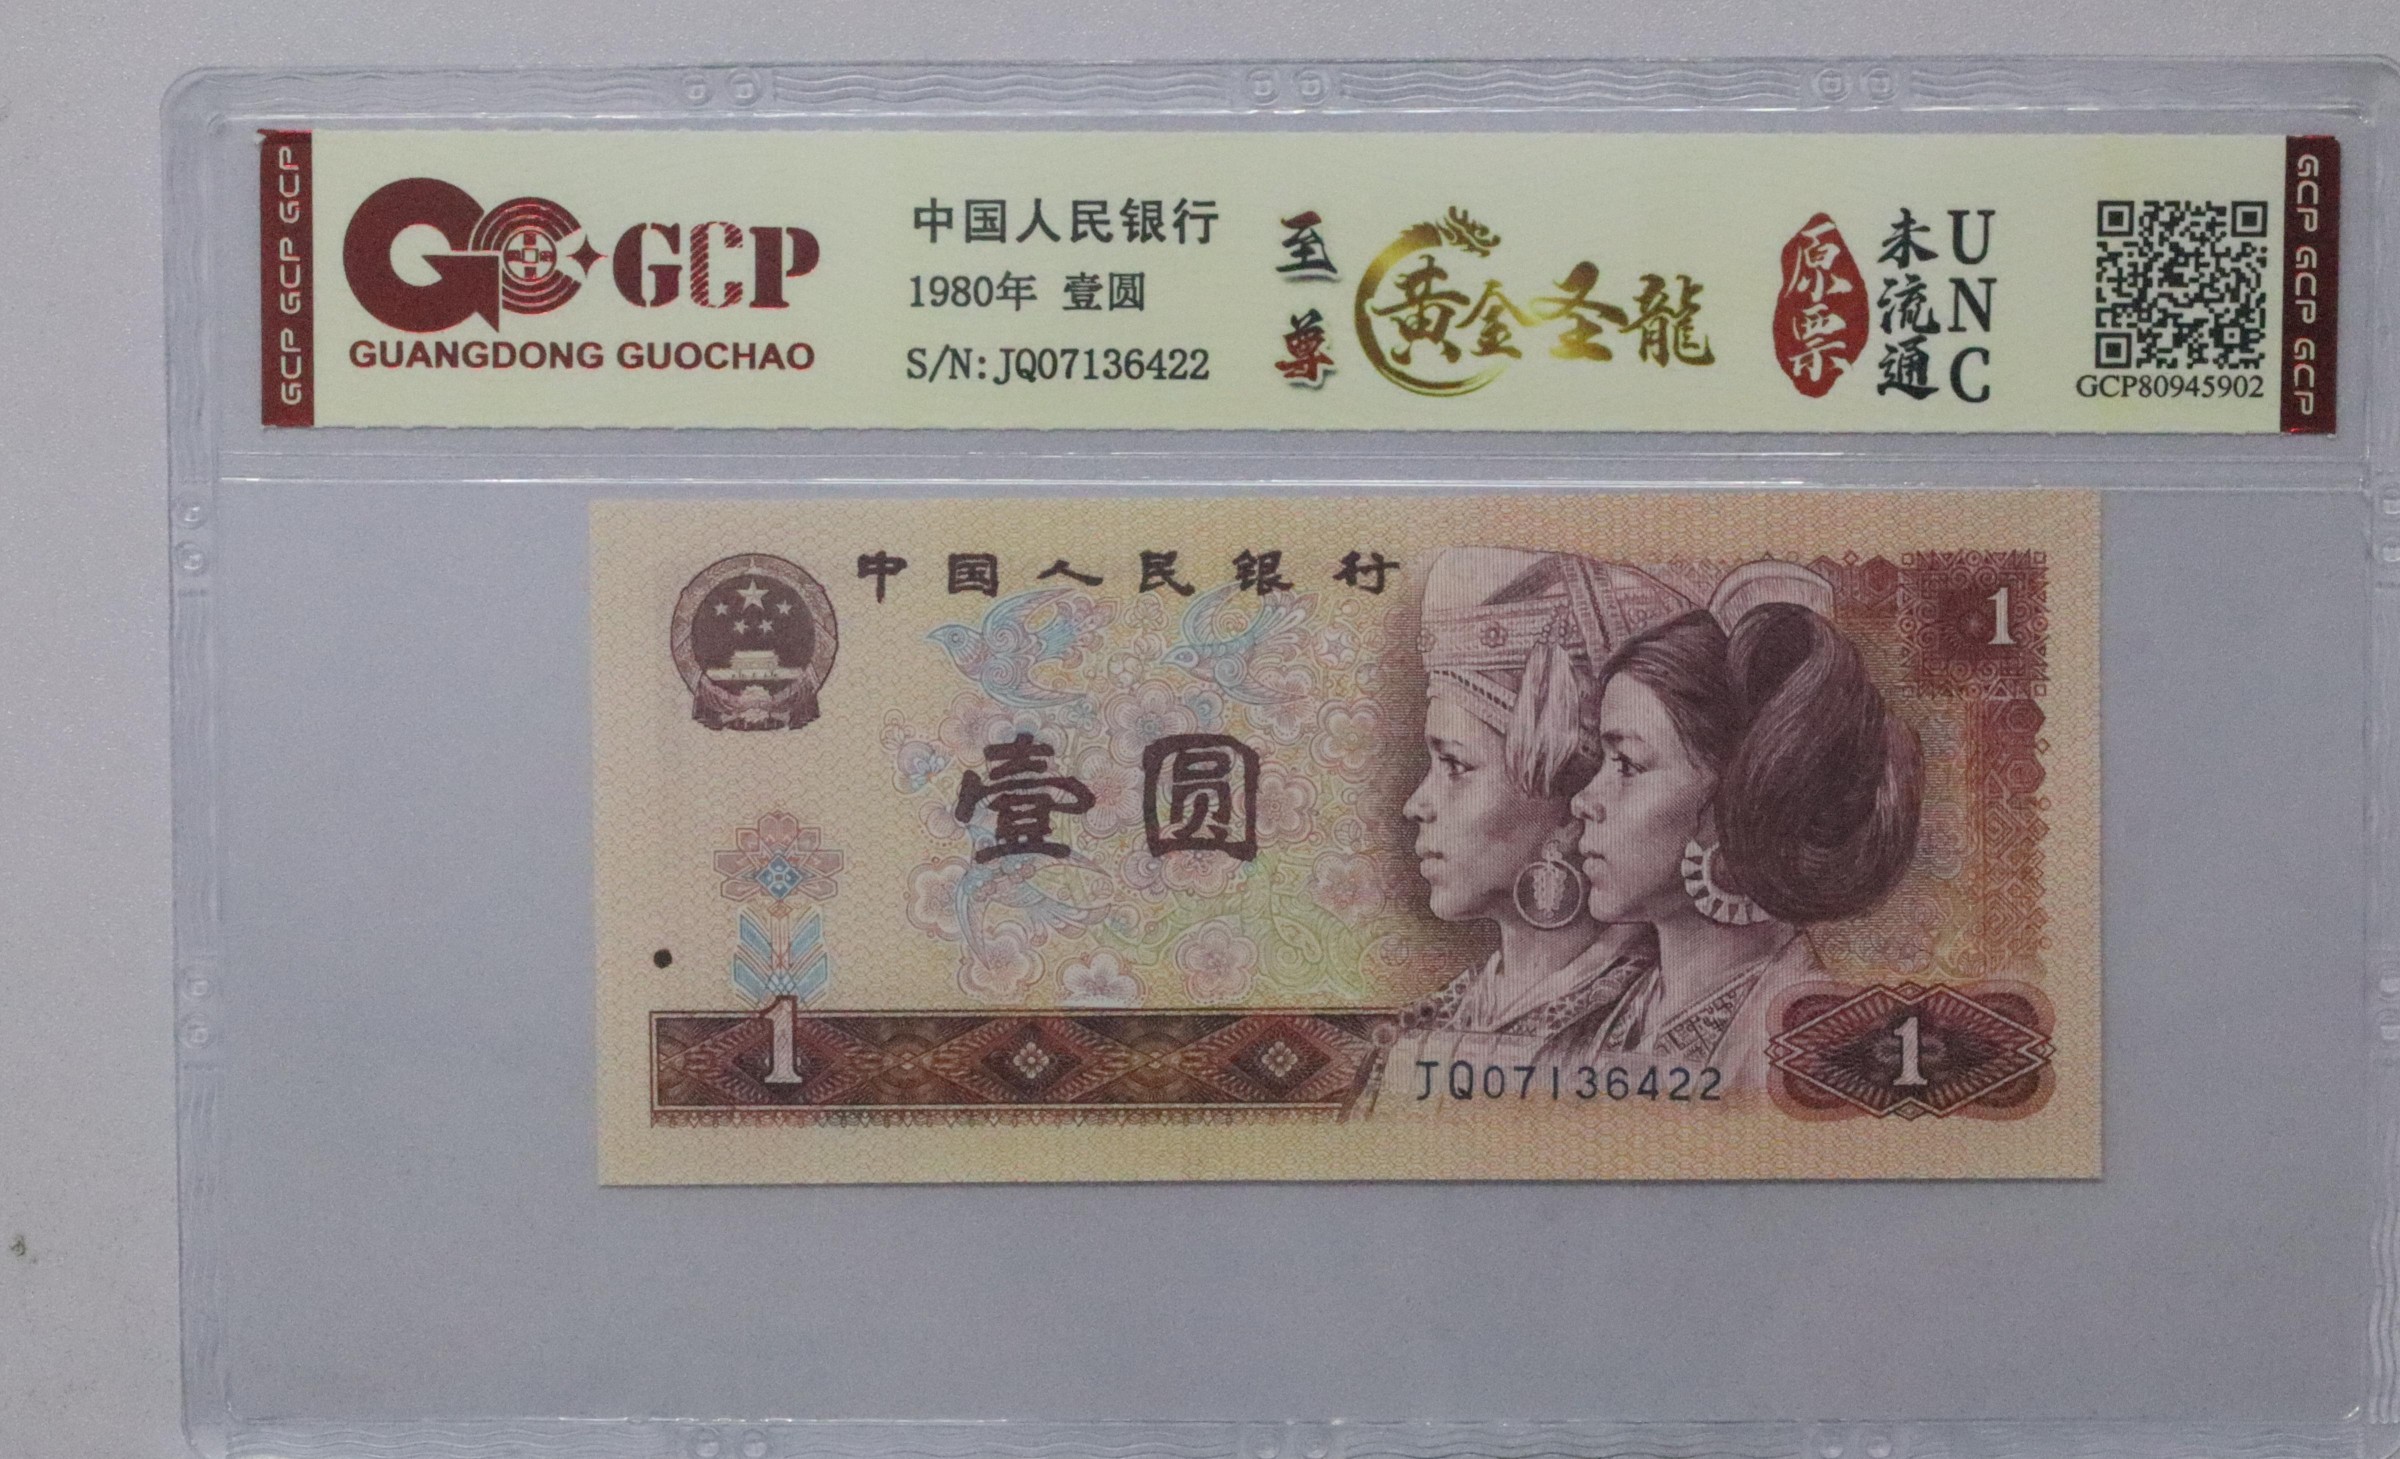 GCP GCP GCP
GCP
GUANGDONG GUOCHAO
中国人民银行
1980年 壹圆
S/N:JQ07136422
至尊
黄金圣龍
原票
未流通
UNC
GCP80945902
GCP GCP GCP
中国人民银行
1
壹圆
1
JQ07136422
1